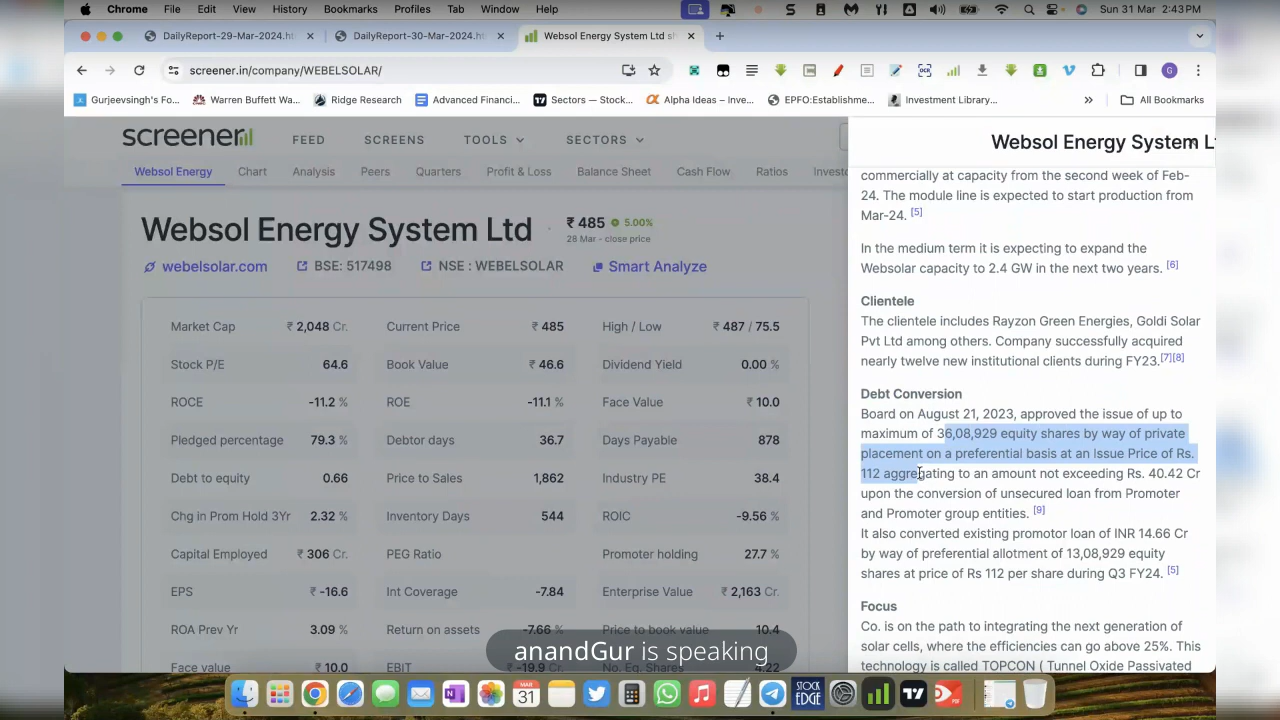 Chrome File Edit View History Bookmarks Profiles Tab Window Help Sun 31 Mar 2:43 PM
DailyReport-29-Mar-2024.h DailyReport-30-Mar-2024.h Websol Energy System Ltd sh
screener.in/company/WEBELSOLAR/
Gurjeevsingh's Fo... Warren Buffett Wa... Ridge Research Advanced Financi... Sectors — Stock... Alpha Ideas – Inve... EPFO:Establishme... Investment Library... » All Bookmarks
screener FEED SCREENS TOOLS SECTORS
Websol Energy Chart Analysis Peers Quarters Profit & Loss Balance Sheet Cash Flow Ratios Investo
Websol Energy System Ltd ₹ 485 5.00%
28 Mar - close price
webelsolar.com BSE: 517498 NSE : WEBELSOLAR Smart Analyze
Market Cap ₹ 2,048 Cr. Current Price ₹ 485 High / Low ₹ 487 / 75.5
Stock P/E 64.6 Book Value ₹ 46.6 Dividend Yield 0.00 %
ROCE -11.2 % ROE -11.1 % Face Value ₹ 10.0
Pledged percentage 79.3 % Debtor days 36.7 Days Payable 878
Debt to equity 0.66 Price to Sales 1,862 Industry PE 38.4
Chg in Prom Hold 3Yr 2.32 % Inventory Days 544 ROIC -9.56 %
Capital Employed ₹ 306 Cr. PEG Ratio Promoter holding 27.7 %
EPS ₹ -16.6 Int Coverage -7.84 Enterprise Value ₹ 2,163 Cr.
ROA Prev Yr 3.09 % Return on assets -7.66 % Price to book value 10.4
Face value ₹ 10.0 EBIT ₹ -19.9 Cr. No. Eq. Shares 4.22
Websol Energy System Lt
commercially at capacity from the second week of Feb-
24. The module line is expected to start production from
Mar-24. [5]
In the medium term it is expecting to expand the
Websolar capacity to 2.4 GW in the next two years. [6]
Clientele
The clientele includes Rayzon Green Energies, Goldi Solar
Pvt Ltd among others. Company successfully acquired
nearly twelve new institutional clients during FY23.[7][8]
Debt Conversion
Board on August 21, 2023, approved the issue of up to
maximum of 36,08,929 equity shares by way of private
placement on a preferential basis at an Issue Price of Rs.
112 aggregating to an amount not exceeding Rs. 40.42 Cr
upon the conversion of unsecured loan from Promoter
and Promoter group entities. [9]
It also converted existing promotor loan of INR 14.66 Cr
by way of preferential allotment of 13,08,929 equity
shares at price of Rs 112 per share during Q3 FY24. [5]
Focus
Co. is on the path to integrating the next generation of
solar cells, where the efficiencies can go above 25%. This
technology is called TOPCON ( Tunnel Oxide Passivated
anandGur is speaking
MAR
31
STOCK
EDGE